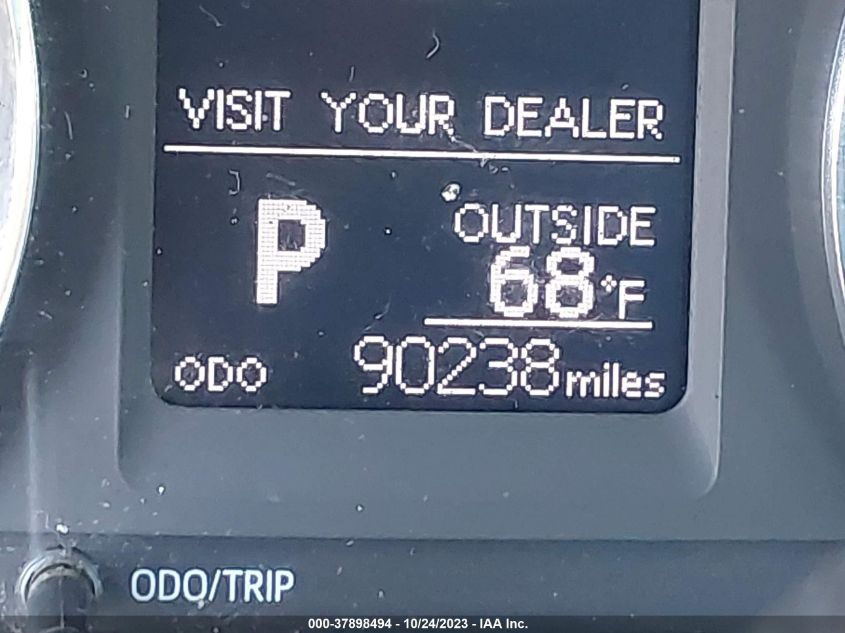 VISIT YOUR DEALER
P
OUTSIDE
68°F
ODO 90238 miles
ODO/TRIP
000-37898494 - 10/24/2023 - IAA Inc.